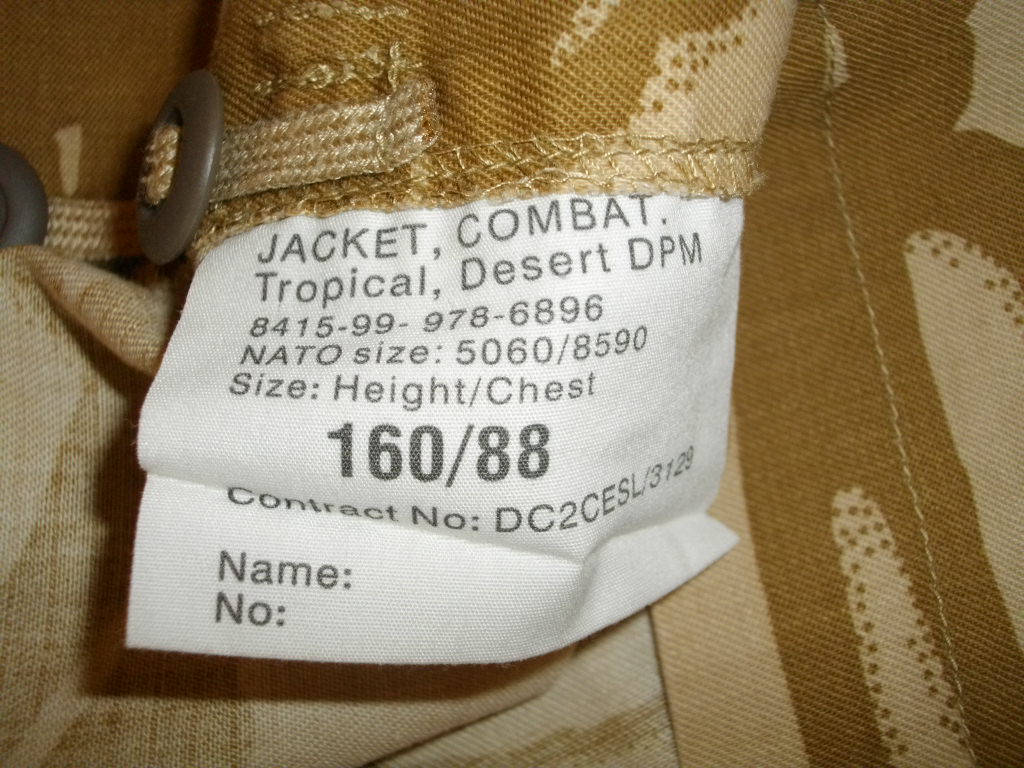 JACKET, COMBAT.
Tropical, Desert DPM
8415-99- 978-6896
NATO size: 5060/8590
Size: Height/Chest
160/88
Contract No: DC2CESL/3129
Name:
No: